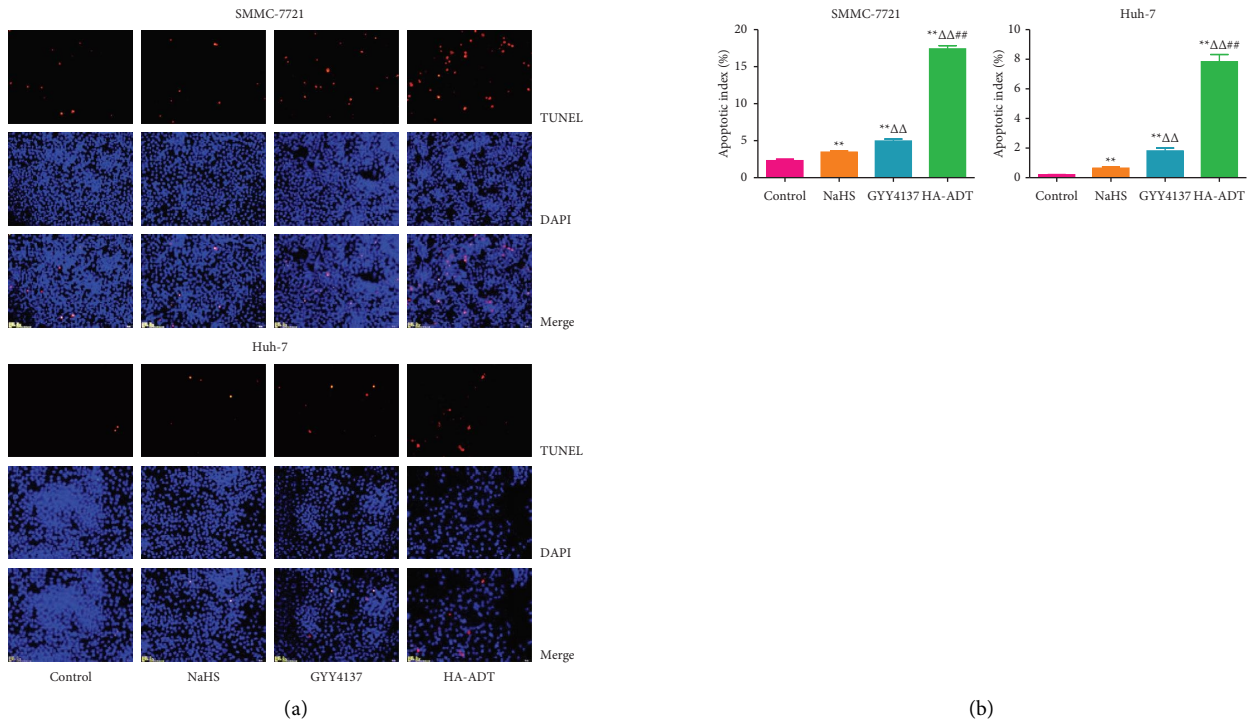 SMMC-7721
TUNEL
DAPI
Merge
Huh-7
TUNEL
DAPI
Merge
Control NaHS GYY4137 HA-ADT
(a)
SMMC-7721
Apoptotic index (%)
20
15
10
5
0
**
**ΔΔ
**ΔΔ##
Control NaHS GYY4137 HA-ADT
Huh-7
Apoptotic index (%)
10
8
6
4
2
0
**
**ΔΔ
**ΔΔ##
Control NaHS GYY4137 HA-ADT
(b)